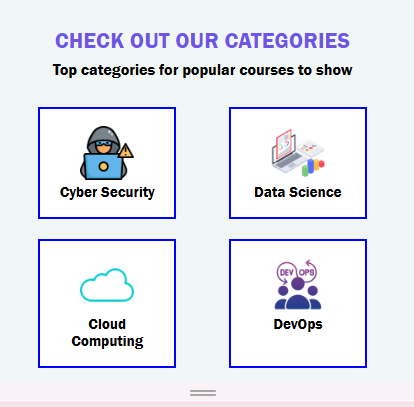 CHECK OUT OUR CATEGORIES
Top categories for popular courses to show
Cyber Security
Data Science
Cloud
Computing
DEV OPS
DevOps